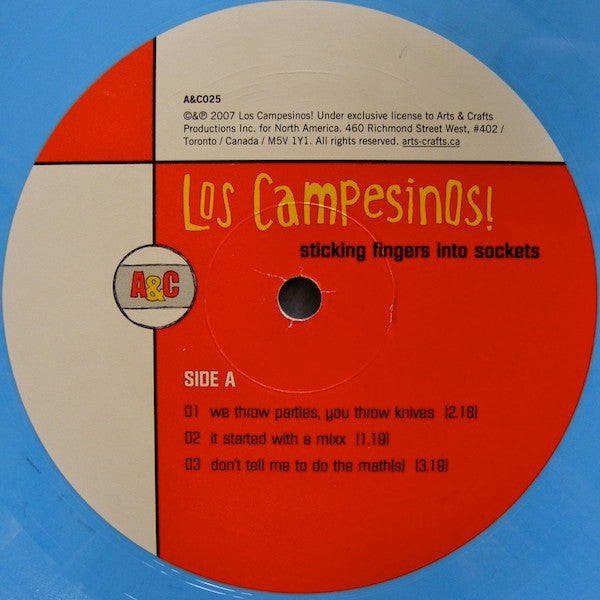 A&C025
©&℗ 2007 Los Campesinos! Under exclusive license to Arts & Crafts
Productions Inc. for North America. 460 Richmond Street West, #402 /
Toronto / Canada / M5V 1Y1. All rights reserved. arts-crafts.ca
Los Campesinos!
sticking fingers into sockets
A&C
SIDE A
01 we throw parties, you throw knives (2.18)
02 it started with a mixx (1.19)
03 don't tell me to do the math(s) (3.19)